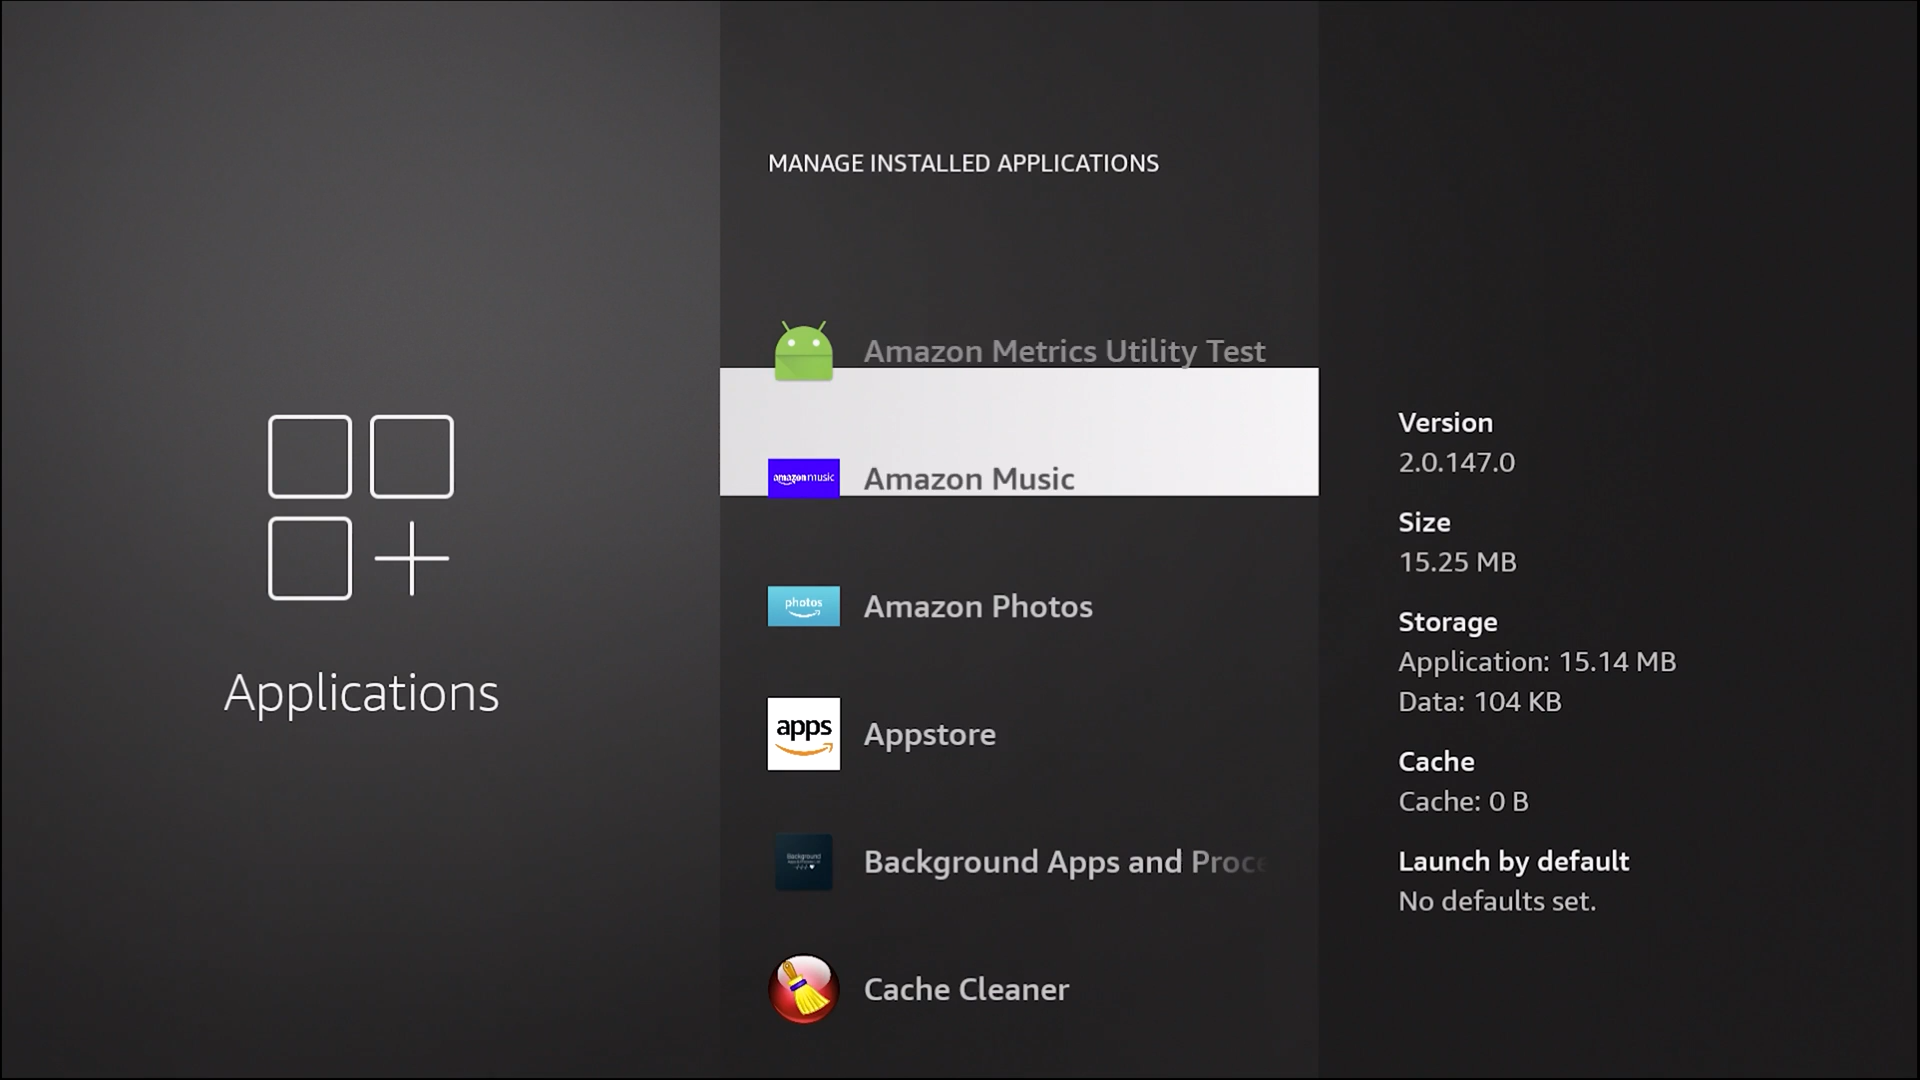 MANAGE INSTALLED APPLICATIONS
Amazon Metrics Utility Test
amazon music
Amazon Music
photos
Amazon Photos
apps
Appstore
Background
Background Apps and Proce
Cache Cleaner
Applications
Version
2.0.147.0
Size
15.25 MB
Storage
Application: 15.14 MB
Data: 104 KB
Cache
Cache: 0 B
Launch by default
No defaults set.